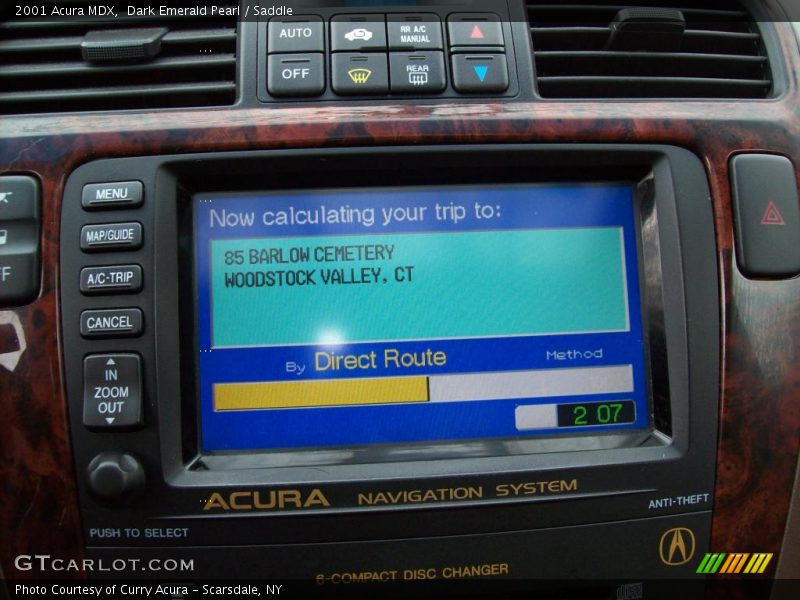 2001 Acura MDX,  Dark Emerald Pearl / Saddle
AUTO
RR A/C
MANUAL
OFF
REAR
MENU
MAP/GUIDE
A/C-TRIP
CANCEL
IN
ZOOM
OUT
Now calculating your trip to:
85 BARLOW CEMETERY
WOODSTOCK VALLEY, CT
By Direct Route Method
2 07
ACURA NAVIGATION SYSTEM
ANTI-THEFT
PUSH TO SELECT
6-COMPACT DISC CHANGER
GTCARLOT.COM
Photo Courtesy of Curry Acura - Scarsdale, NY